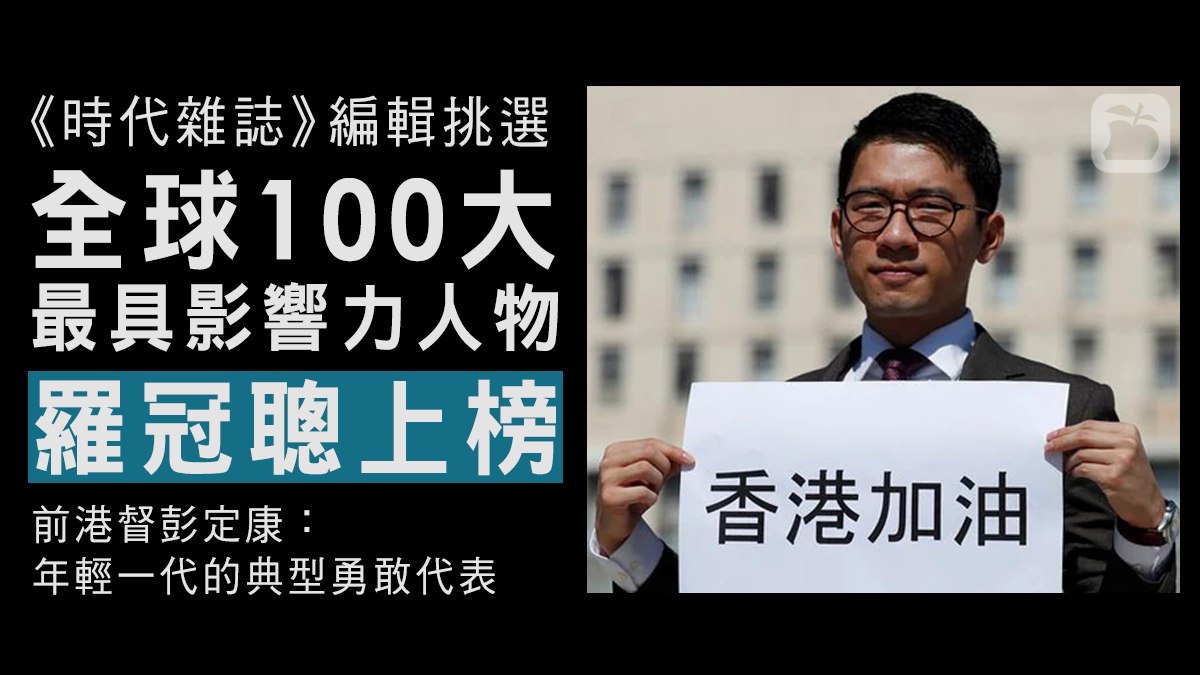 《時代雜誌》編輯挑選
全球100大
最具影響力人物
羅冠聰上榜
前港督彭定康：
年輕一代的典型勇敢代表
香港加油